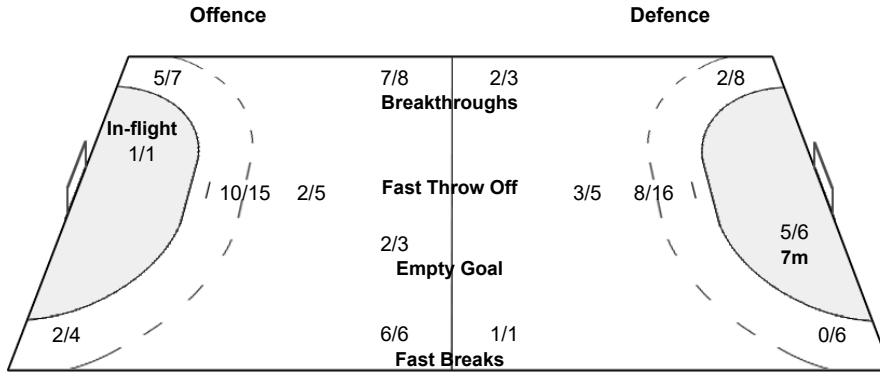 Offence Defence
5/7 7/8 2/3 2/8
Breakthroughs
In-flight
1/1
10/15 2/5 Fast Throw Off 3/5 8/16
5/6
2/3
7m
Empty Goal
2/4 6/6 1/1 0/6
Fast Breaks